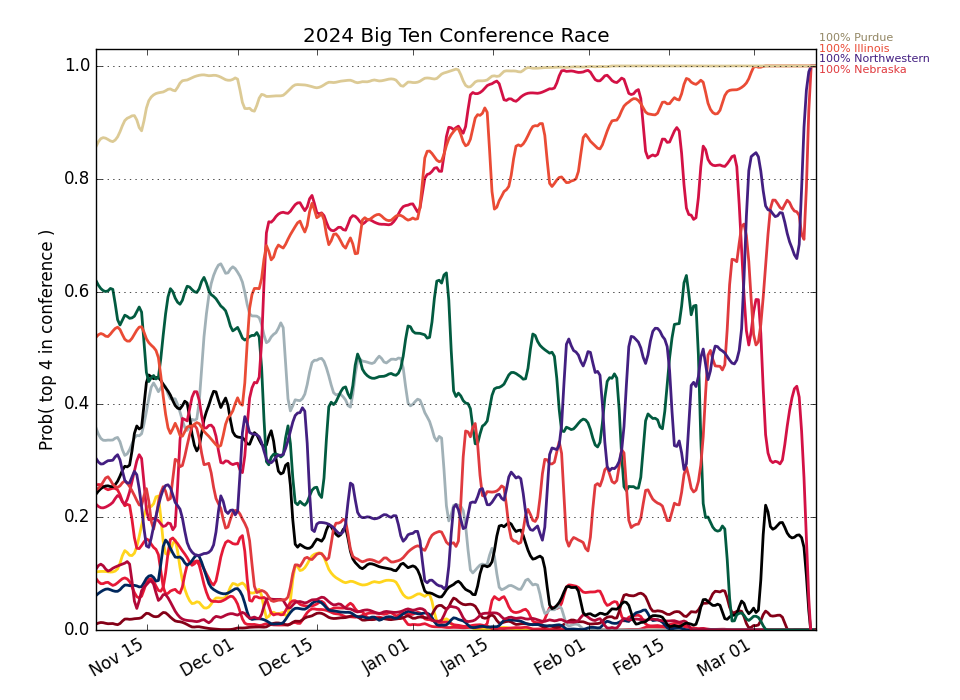 2024 Big Ten Conference Race
100% Purdue
100% Illinois
100% Northwestern
100% Nebraska
1.0
0.8
0.6
0.4
0.2
0.0
Prob( top 4 in conference )
Nov 15
Dec 01
Dec 15
Jan 01
Jan 15
Feb 01
Feb 15
Mar 01